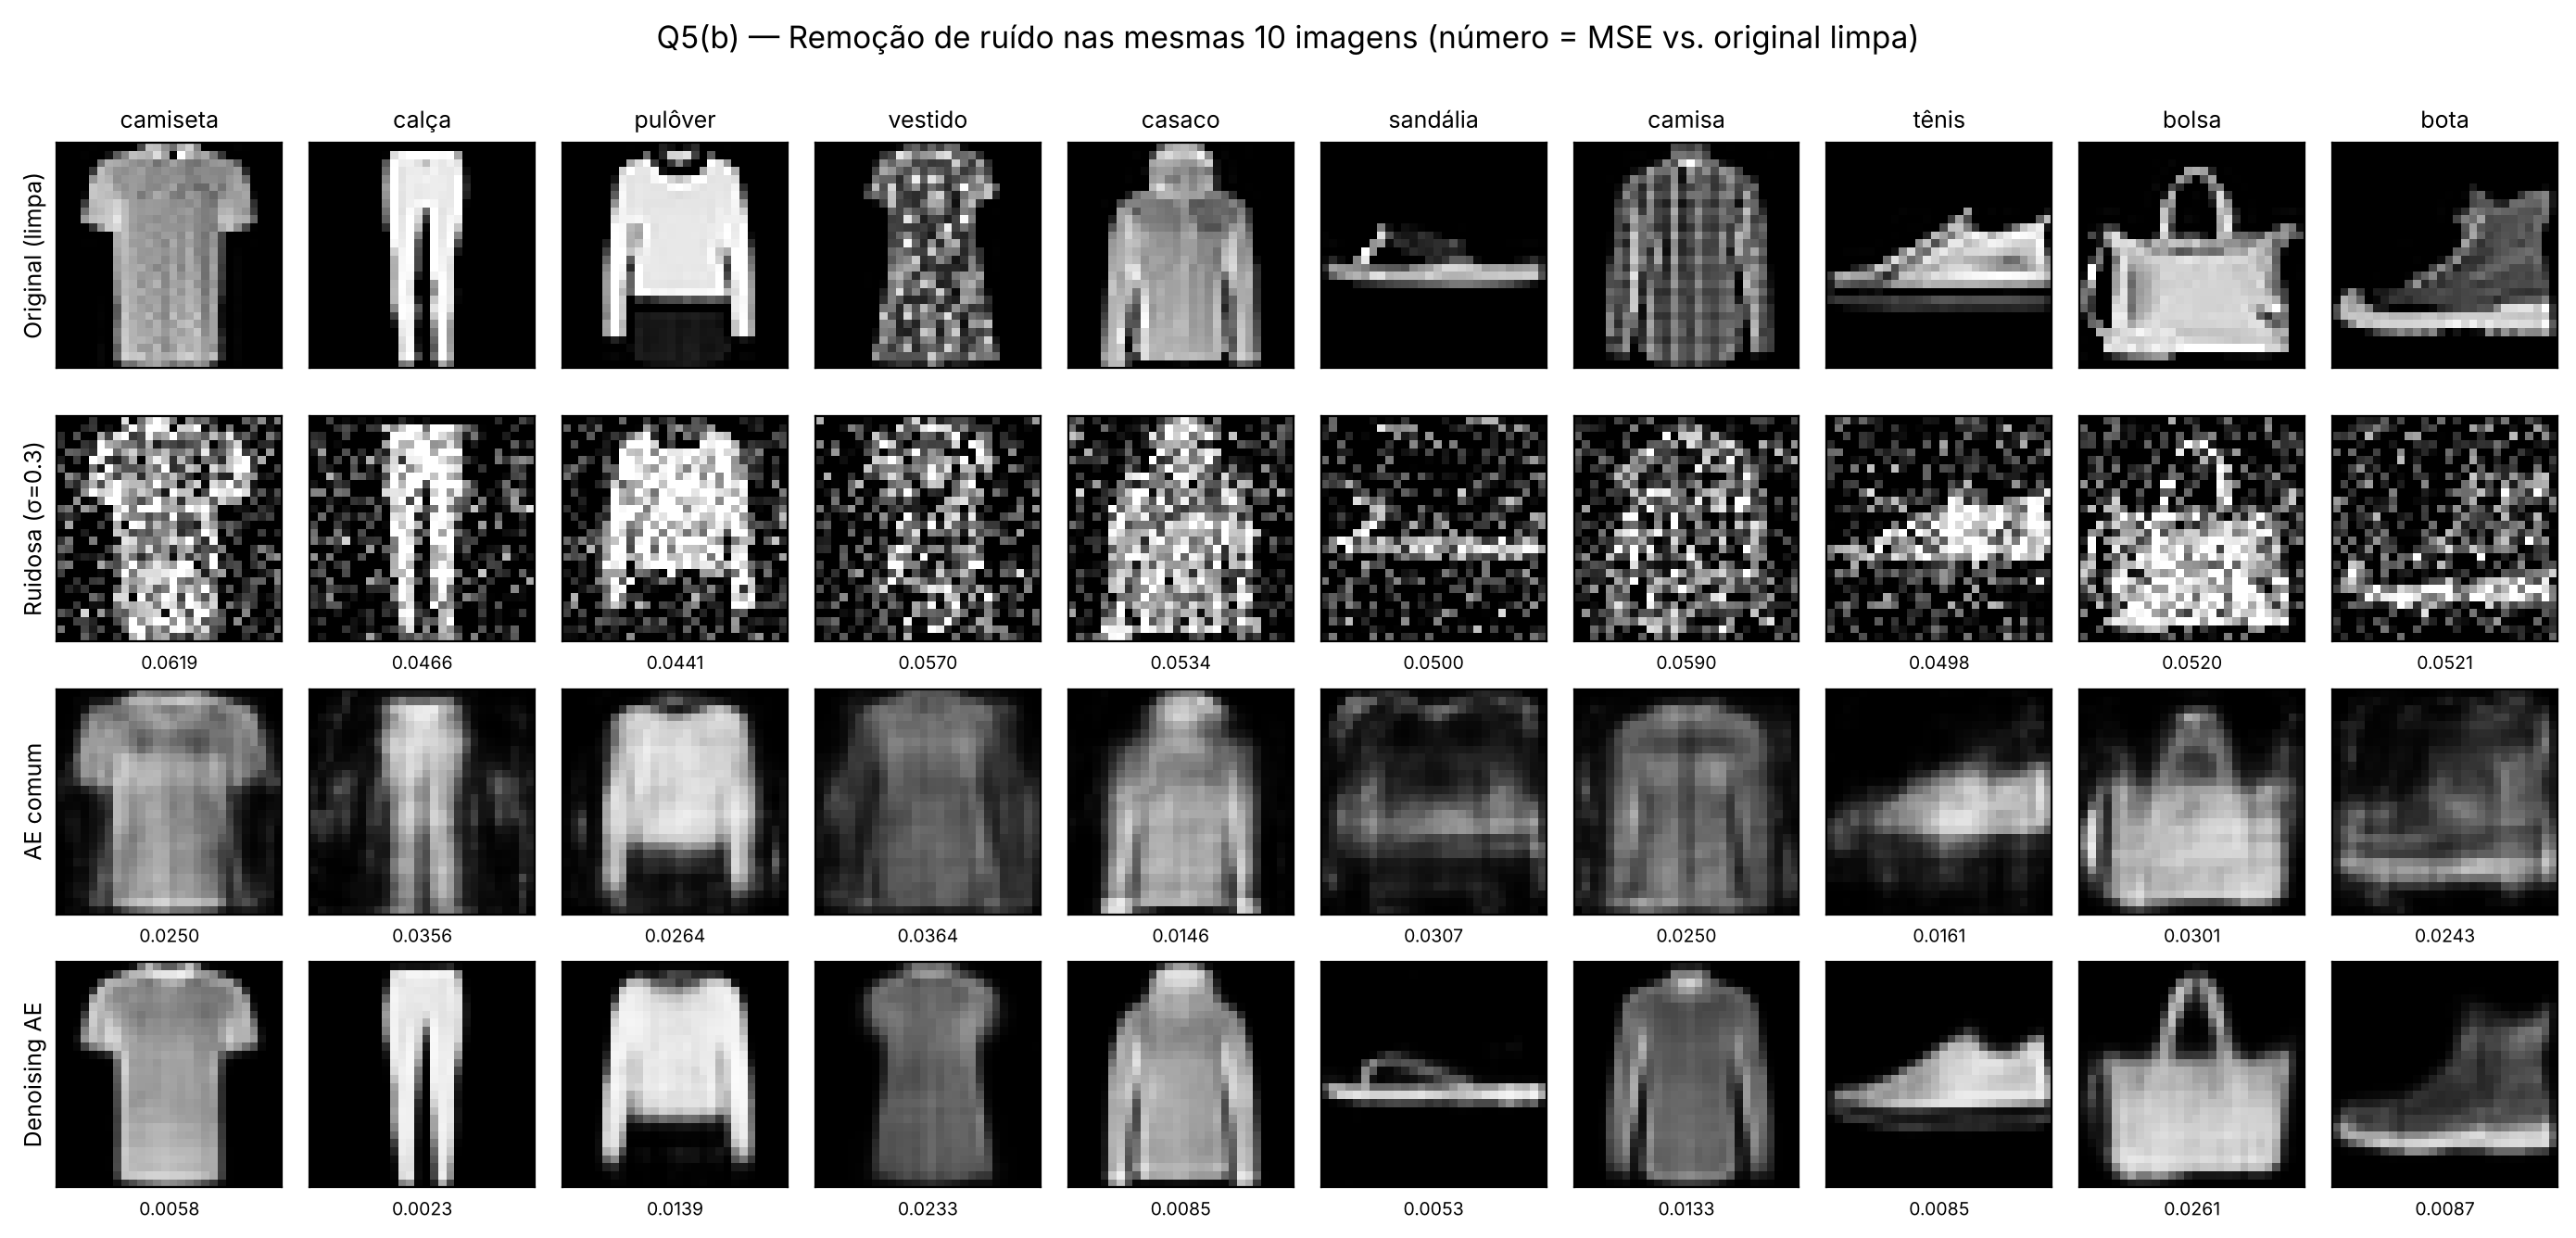 Q5(b) — Remoção de ruído nas mesmas 10 imagens (número = MSE vs. original limpa)
camiseta calça pulôver vestido casaco sandália camisa tênis bolsa bota
Original (limpa)
Ruidosa (σ=0.3)
0.0619 0.0466 0.0441 0.0570 0.0534 0.0500 0.0590 0.0498 0.0520 0.0521
AE comum
0.0250 0.0356 0.0264 0.0364 0.0146 0.0307 0.0250 0.0161 0.0301 0.0243
Denoising AE
0.0058 0.0023 0.0139 0.0233 0.0085 0.0053 0.0133 0.0085 0.0261 0.0087